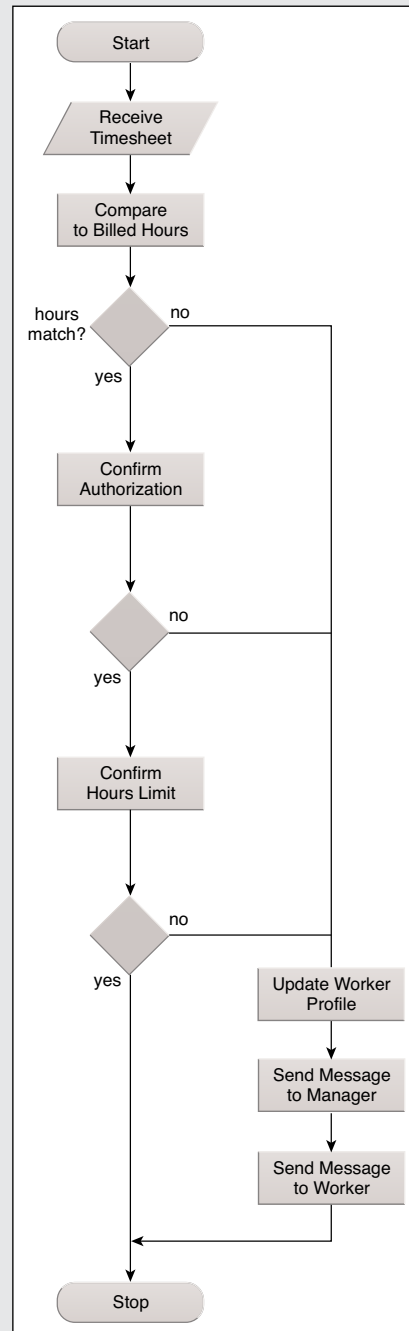 Start
Receive
Timesheet
Compare
to Billed Hours
hours
match?
no
yes
Confirm
Authorization
no
yes
Confirm
Hours Limit
no
yes
Update Worker
Profile
Send Message
to Manager
Send Message
to Worker
Stop